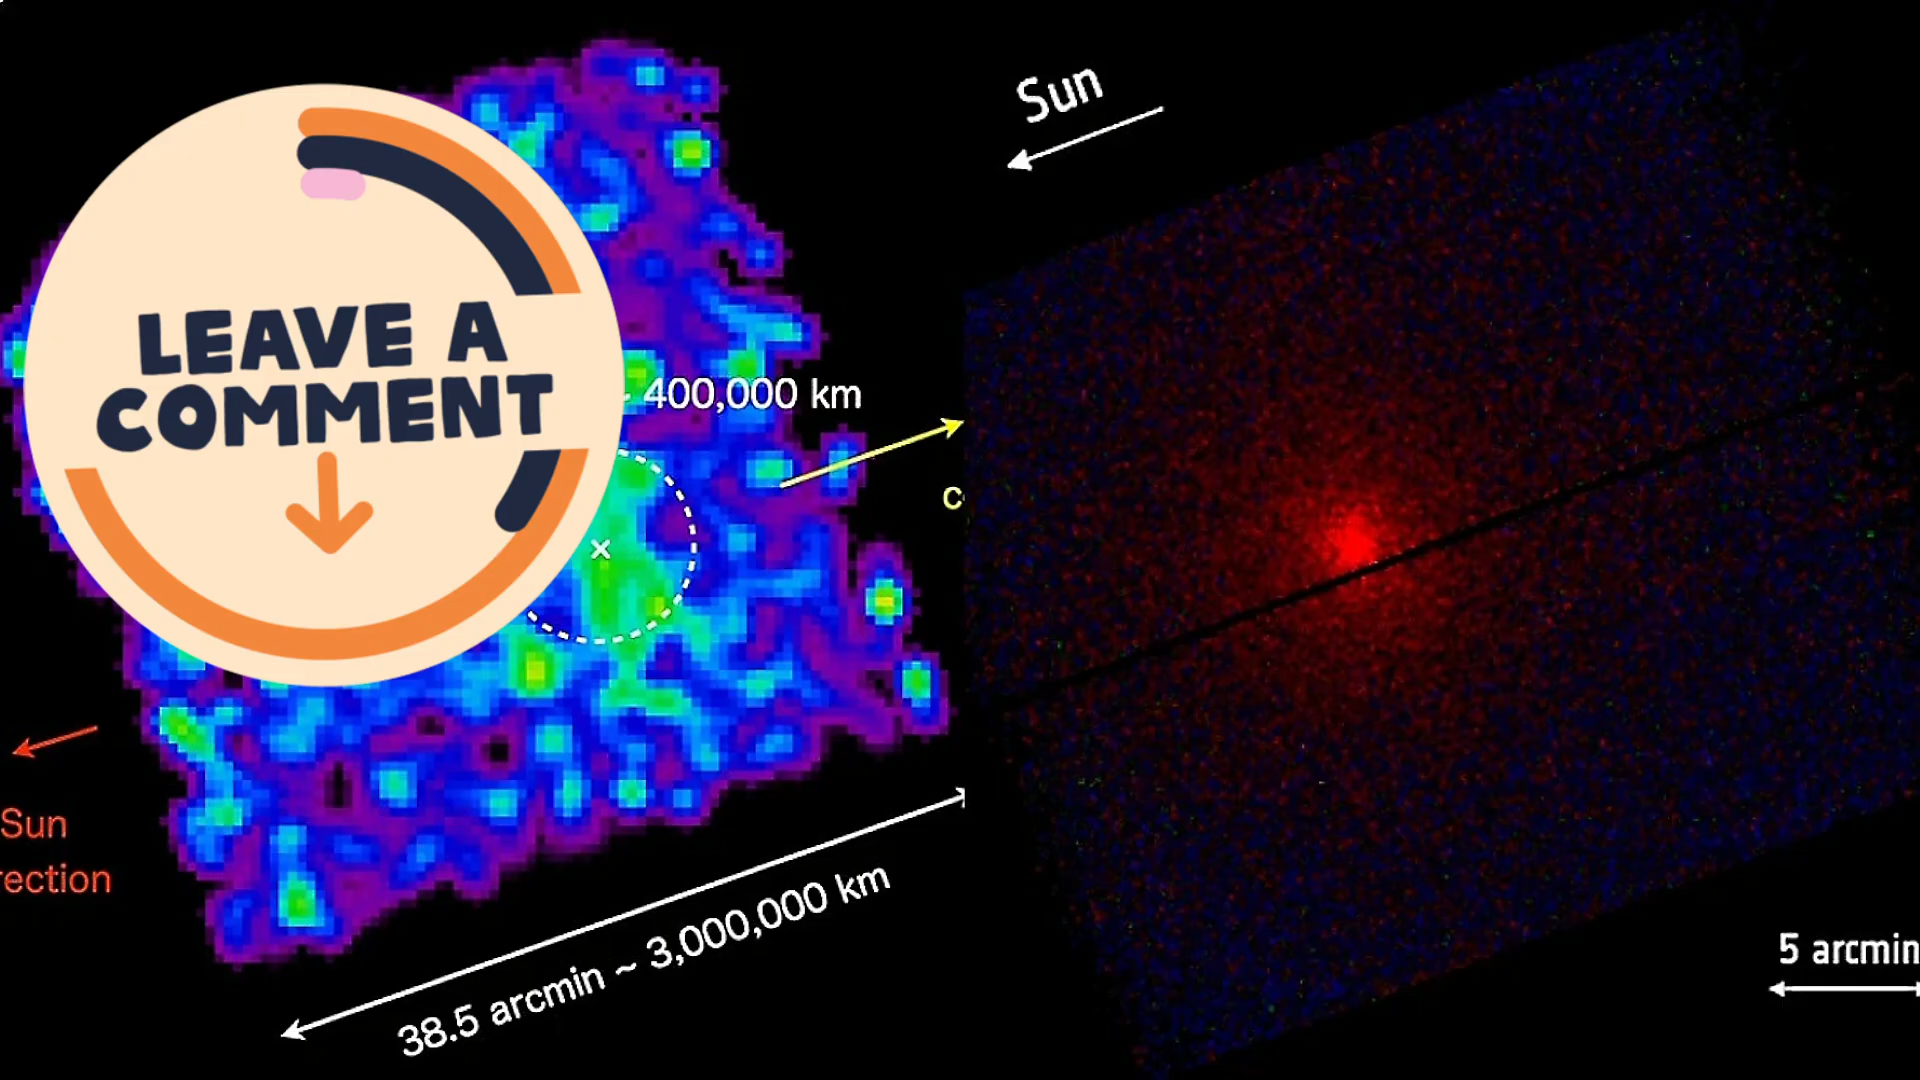 Sun
LEAVE A
COMMENT
400,000 km
Sun
rection
38.5 arcmin ~ 3,000,000 km
5 arcmin